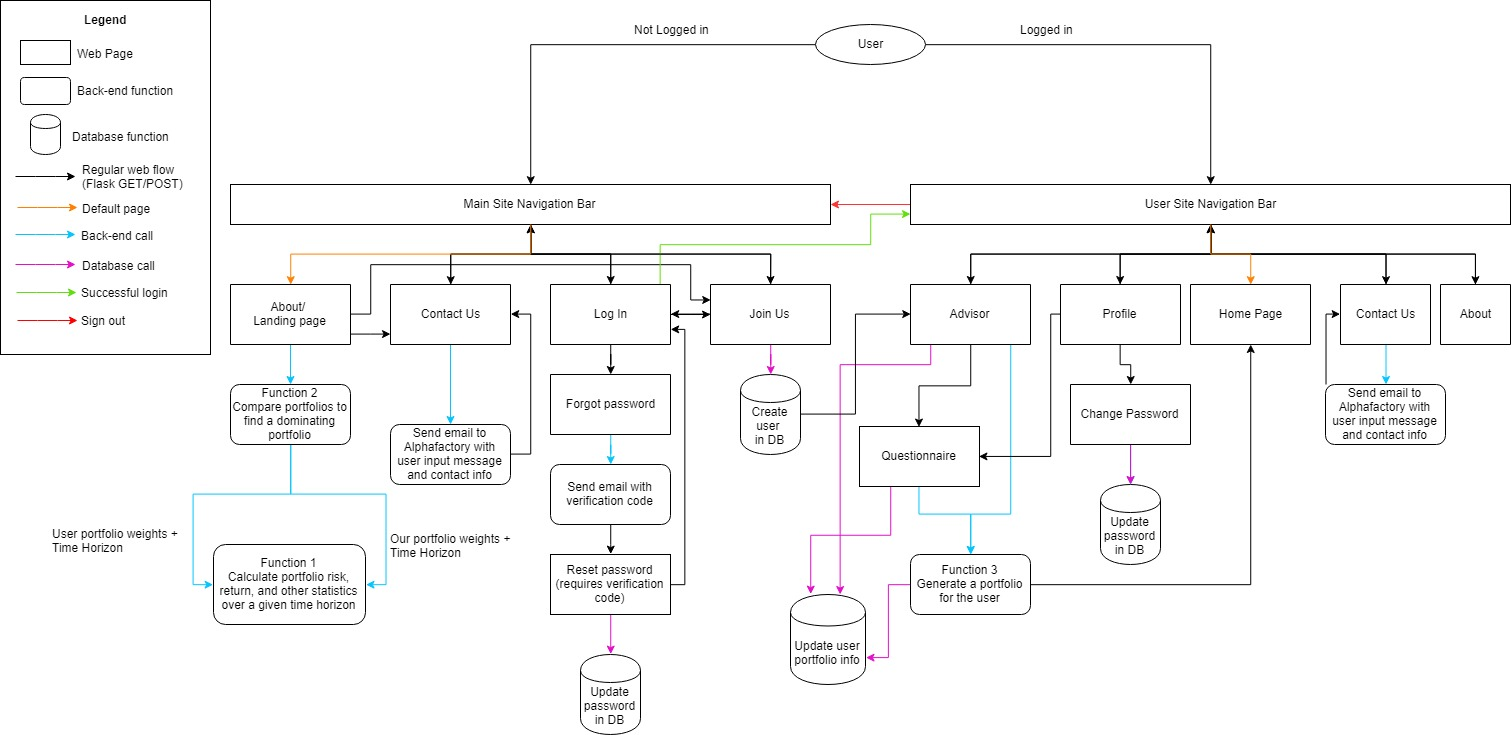 Legend
Web Page
Back-end function
Database function
Regular web flow
(Flask GET/POST)
Default page
Back-end call
Database call
Successful login
Sign out
Not Logged in
User
Logged in
Main Site Navigation Bar
User Site Navigation Bar
About/
Landing page
Contact Us
Log In
Join Us
Advisor
Profile
Home Page
Contact Us
About
Function 2
Compare portfolios to
find a dominating
portfolio
Send email to
Alphafactory with
user input message
and contact info
Forgot password
Create
user
in DB
Questionnaire
Change Password
Send email to
Alphafactory with
user input message
and contact info
Send email with
verification code
User portfolio weights +
Time Horizon
Our portfolio weights +
Time Horizon
Update
password
in DB
Function 1
Calculate portfolio risk,
return, and other statistics
over a given time horizon
Reset password
(requires verification
code)
Function 3
Generate a portfolio
for the user
Update user
portfolio info
Update
password
in DB